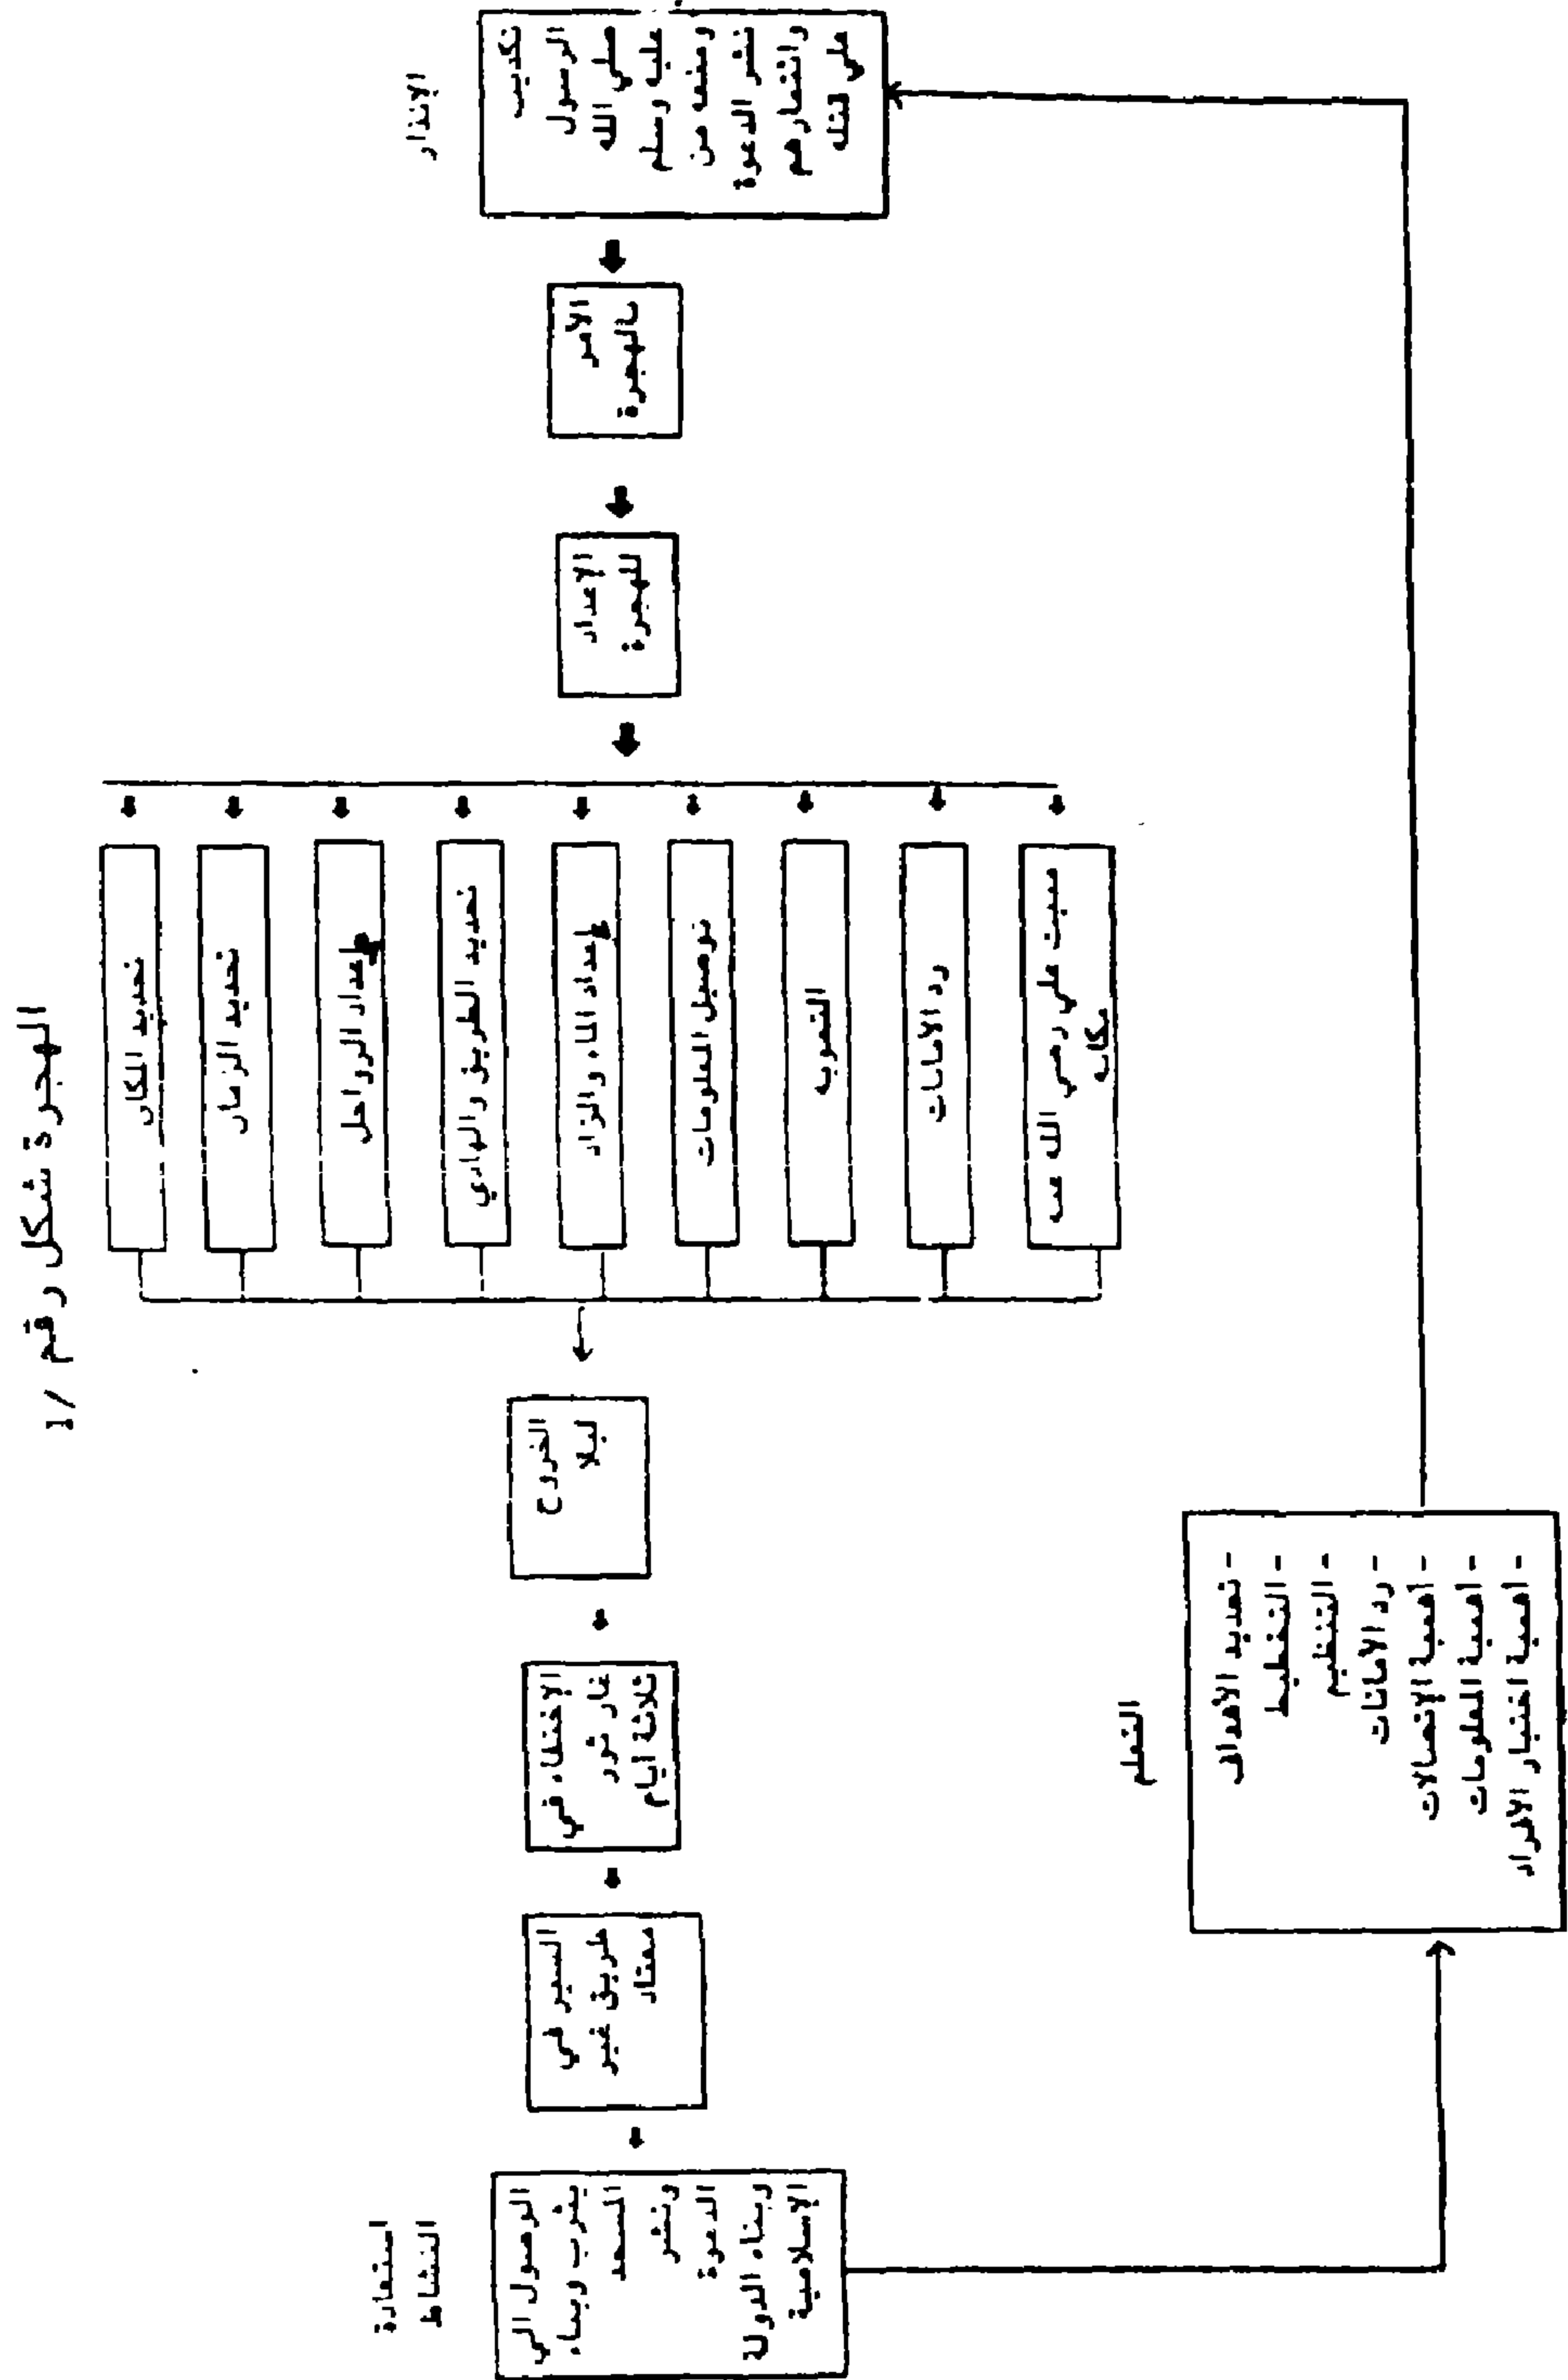 الهجرة شكل رقم /١
الإنذار
تكذيب
الرسول
صلى الله
عليه وسلم
ومنعه من
نشر الدعوة
على قتله
الأمر
بالهجرة
الإعداد
للهجرة
تحديد المكان
تحديد الزمان
إعداد الرواحل
تحديد الطريق والهادي
إعداد الماء والزاد
توصيل المعلومات
التمويه
رد الأمانات
مبيت علي رضي الله عنه
مكانه
الخروج
ليلا
الإختفاء في
غار ثور
ثلاثة أيام
السير في
طريق غير
معتاد
استعادة
النشاط
الوصول الى
يثرب وبناء
المسجد
ونشر
الدعوة
وبناء الدولة
الإسلامية
التعلم
- تحديد الأهداف
- التخطيط
- التنظيم
- رد الأمانات
- أهمية الإتصالات
- أهمية المعلومات
- أهمية اختيار الأفراد